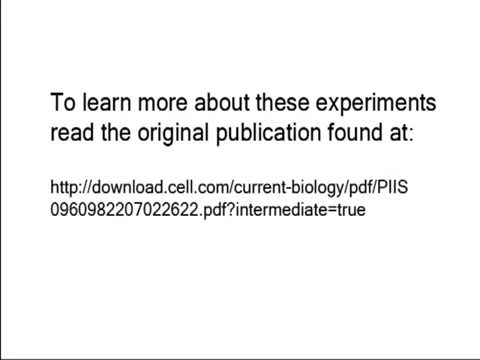 To learn more about these experiments
read the original publication found at:
http://download.cell.com/current-biology/pdf/PIIS
0960982207022622.pdf?intermediate=true